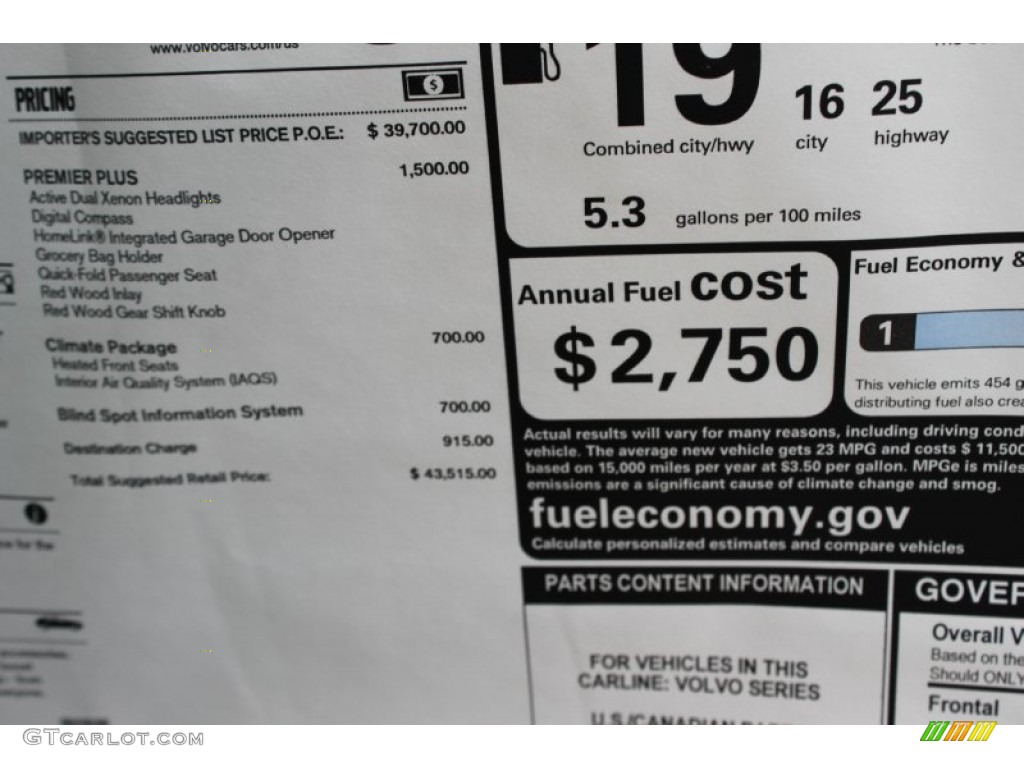 www.volvocars.com/us
PRICING
$
IMPORTER'S SUGGESTED LIST PRICE P.O.E.: $ 39,700.00
PREMIER PLUS 1,500.00
Active Dual Xenon Headlights
Digital Compass
HomeLink® Integrated Garage Door Opener
Grocery Bag Holder
Quick-Fold Passenger Seat
Red Wood Inlay
Red Wood Gear Shift Knob
Climate Package 700.00
Heated Front Seats
Interior Air Quality System (IAQS)
Blind Spot Information System 700.00
Destination Charge 915.00
Total Suggested Retail Price: $ 43,515.00
for the
19 16 25
Combined city/hwy city highway
5.3 gallons per 100 miles
Annual Fuel cost
$2,750
Fuel Economy &
1
This vehicle emits 454 g
distributing fuel also crea
Actual results will vary for many reasons, including driving cond
vehicle. The average new vehicle gets 23 MPG and costs $ 11,500
based on 15,000 miles per year at $3.50 per gallon. MPGe is miles
emissions are a significant cause of climate change and smog.
fueleconomy.gov
Calculate personalized estimates and compare vehicles
PARTS CONTENT INFORMATION
FOR VEHICLES IN THIS
CARLINE: VOLVO SERIES
U.S./CANADIAN
GOVER
Overall V
Based on the
Should ONLY
Frontal
GTCARLOT.COM